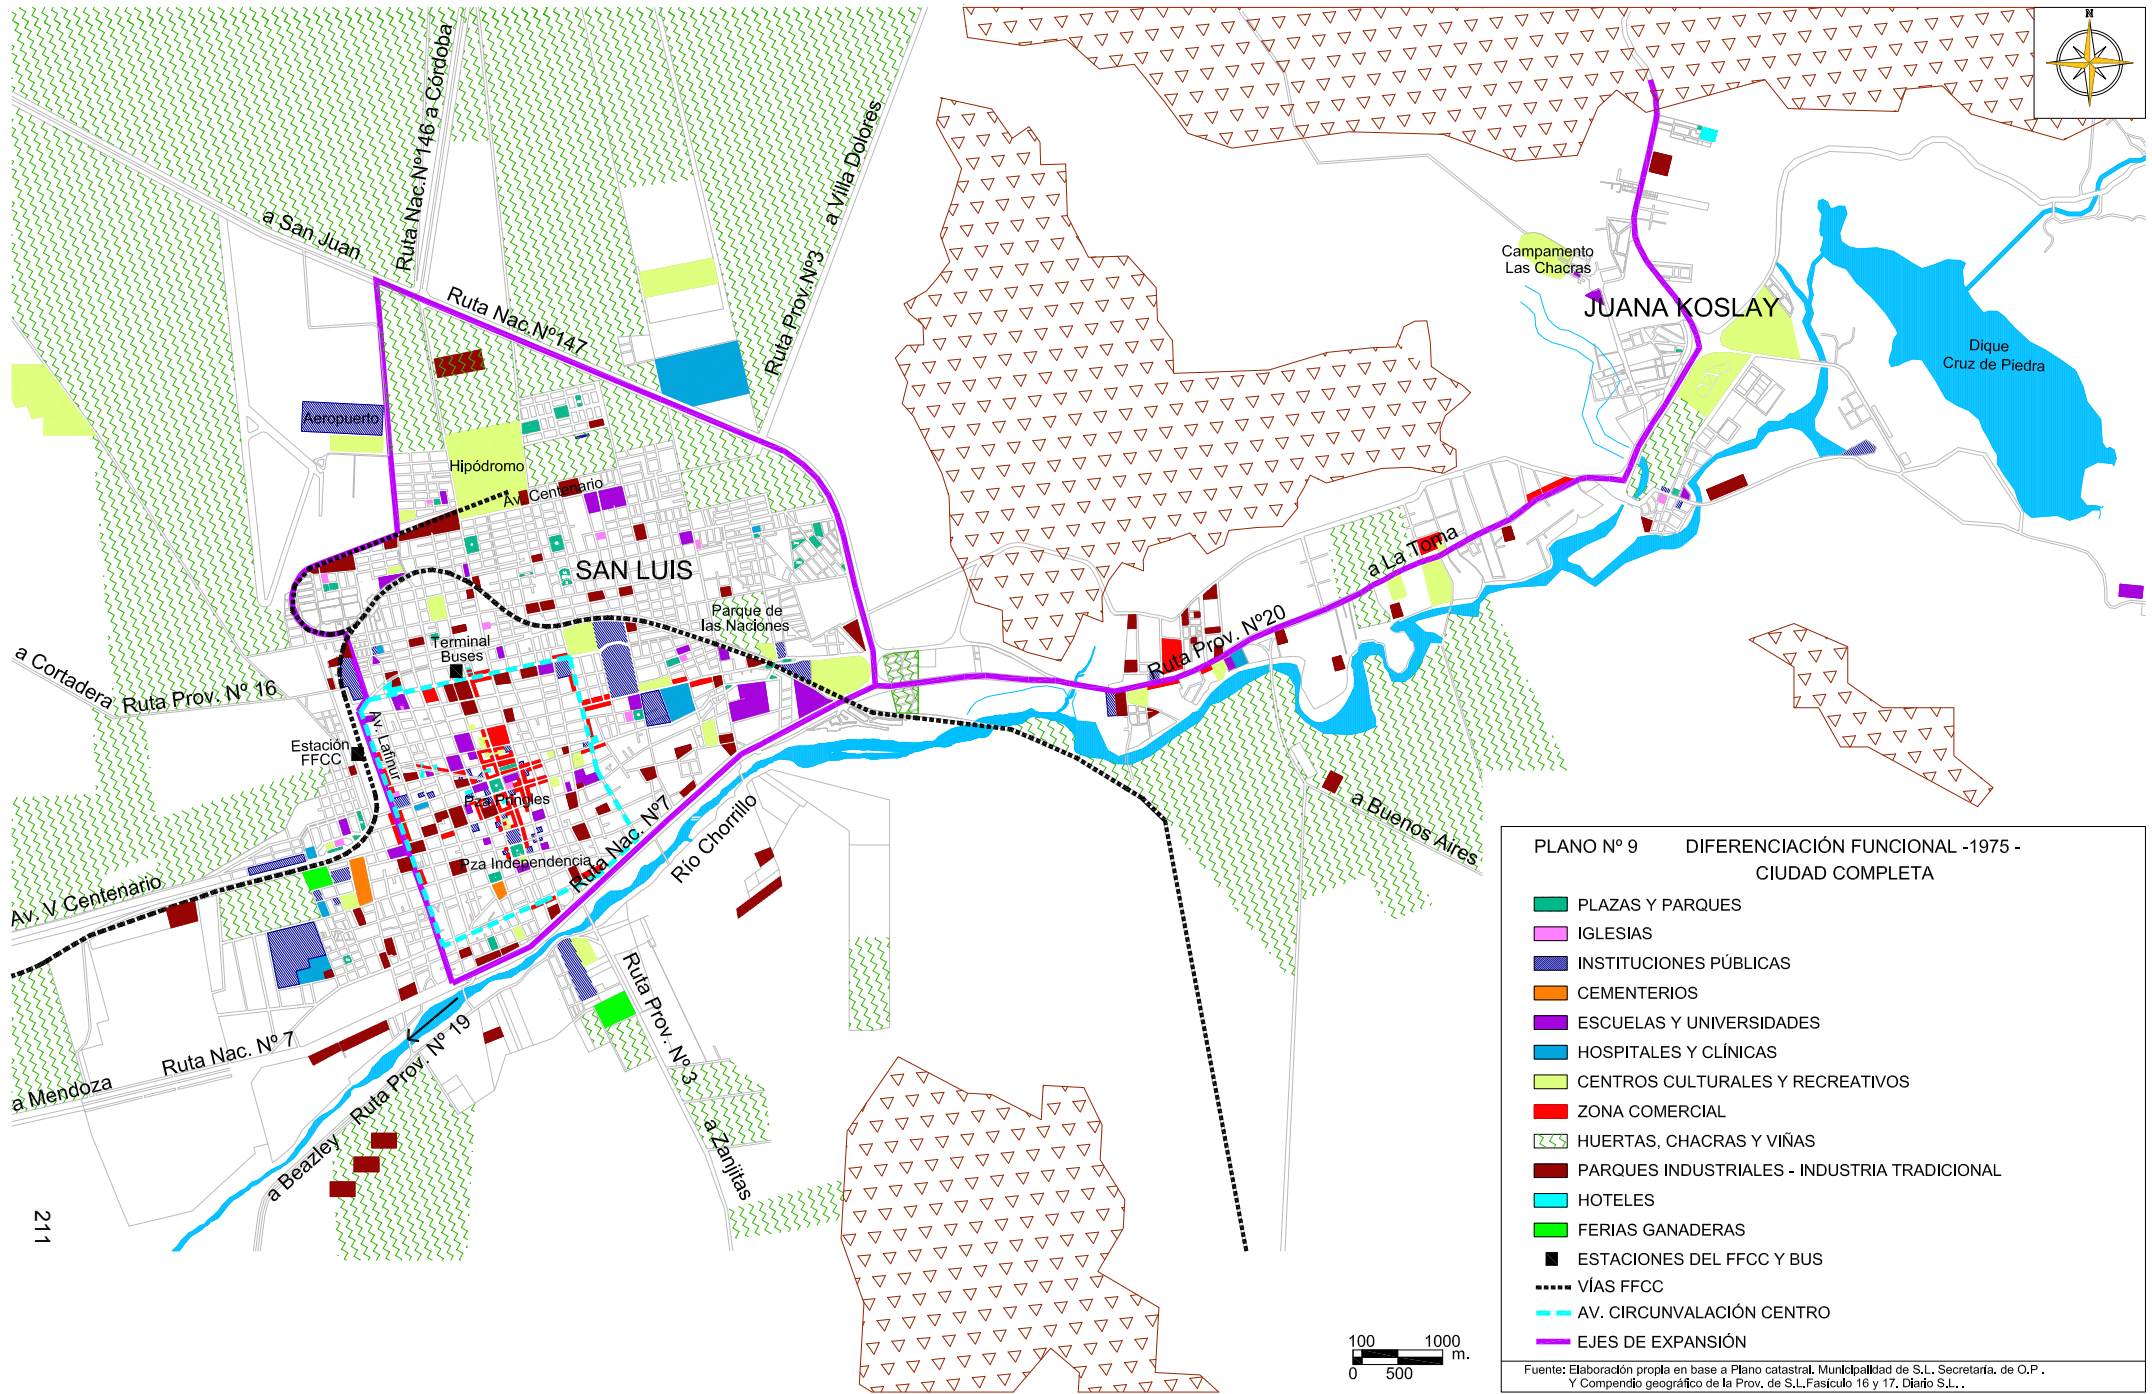 N
a San Juan
Ruta Nac.Nº146 a Córdoba
Ruta Nac.Nº147
Ruta Prov.Nº3
a Villa Dolores
Aeropuerto
Hipódromo
Av. Centenario
SAN LUIS
Parque de
las Naciones
Terminal
Buses
a Cortadera
Ruta Prov. Nº 16
Estación
FFCC
Av. Lafinur
Pza Pringles
Pza Independencia
Ruta Nac. Nº7
Río Chorrillo
Av. V Centenario
Ruta Nac. Nº 7
a Mendoza
Ruta Prov. Nº 19
a Beazley
Ruta Prov. Nº 3
a Zanjitas
Campamento
Las Chacras
JUANA KOSLAY
Dique
Cruz de Piedra
a La Toma
Ruta Prov. Nº20
a Buenos Aires
211
100 1000
m.
0 500
PLANO Nº 9 DIFERENCIACIÓN FUNCIONAL -1975 -
CIUDAD COMPLETA
PLAZAS Y PARQUES
IGLESIAS
INSTITUCIONES PÚBLICAS
CEMENTERIOS
ESCUELAS Y UNIVERSIDADES
HOSPITALES Y CLÍNICAS
CENTROS CULTURALES Y RECREATIVOS
ZONA COMERCIAL
HUERTAS, CHACRAS Y VIÑAS
PARQUES INDUSTRIALES - INDUSTRIA TRADICIONAL
HOTELES
FERIAS GANADERAS
ESTACIONES DEL FFCC Y BUS
VÍAS FFCC
AV. CIRCUNVALACIÓN CENTRO
EJES DE EXPANSIÓN
Fuente: Elaboración propia en base a Plano catastral. Municipalidad de S.L. Secretaría. de O.P.
Y Compendio geográfico de la Prov. de S.L.Fasículo 16 y 17. Diario S.L..